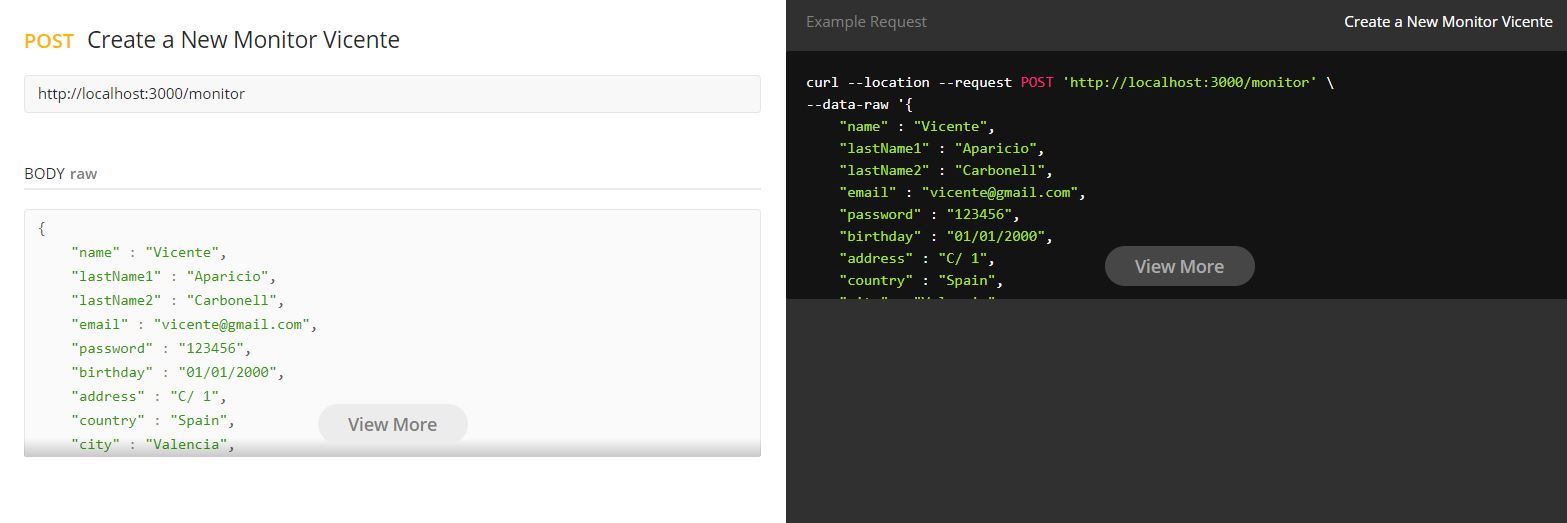 POST Create a New Monitor Vicente
http://localhost:3000/monitor
BODY raw
{
"name" : "Vicente",
"lastName1" : "Aparicio",
"lastName2" : "Carbonell",
"email" : "vicente@gmail.com",
"password" : "123456",
"birthday" : "01/01/2000",
"address" : "C/ 1",
"country" : "Spain",
"city" : "Valencia",
View More
Example Request
Create a New Monitor Vicente
curl --location --request POST 'http://localhost:3000/monitor' \
--data-raw '{
"name" : "Vicente",
"lastName1" : "Aparicio",
"lastName2" : "Carbonell",
"email" : "vicente@gmail.com",
"password" : "123456",
"birthday" : "01/01/2000",
"address" : "C/ 1",
"country" : "Spain",
View More